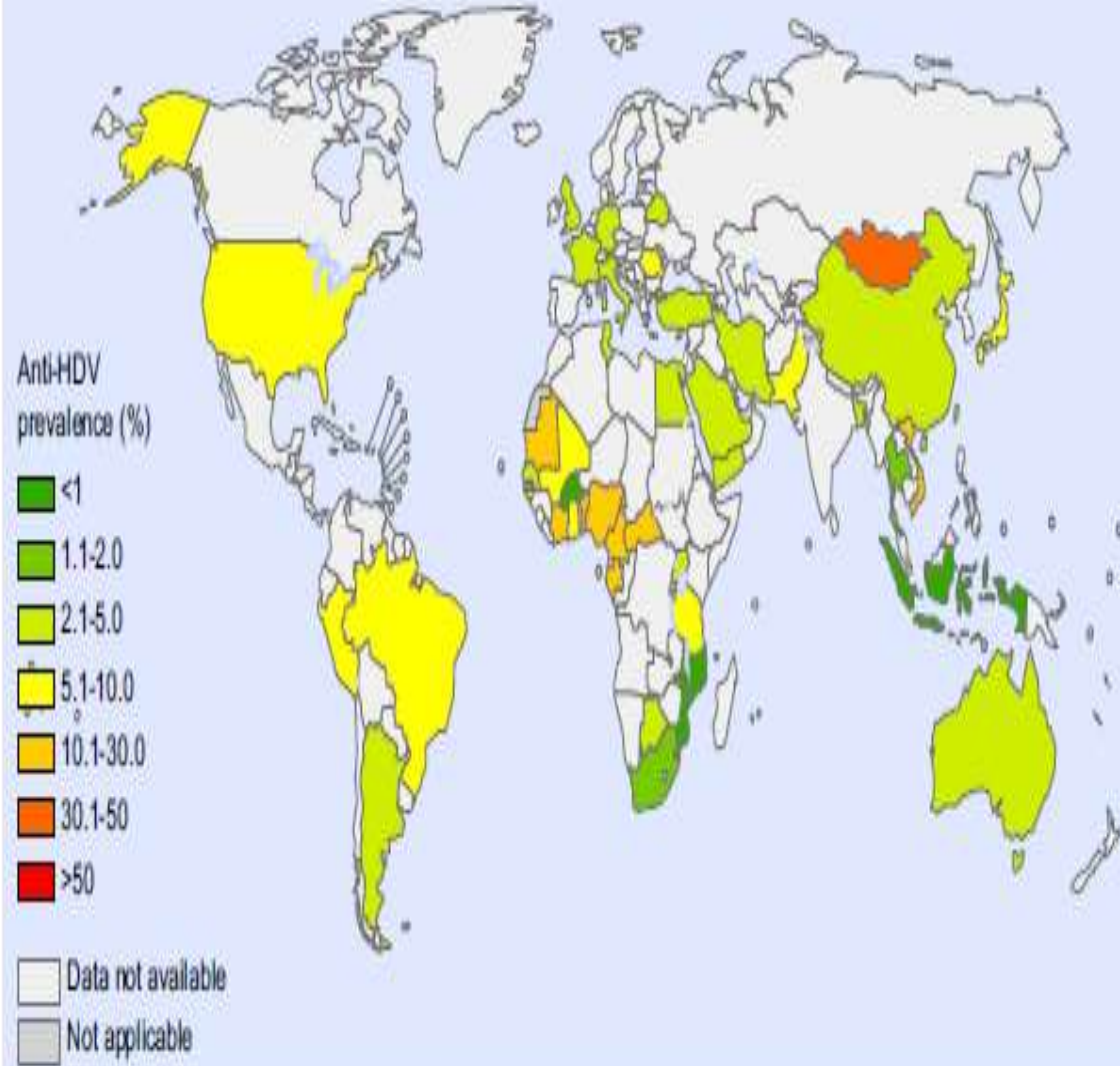 Anti-HDV
prevalence (%)
<1
1.1-2.0
2.1-5.0
5.1-10.0
10.1-30.0
30.1-50
>50
Data not available
Not applicable